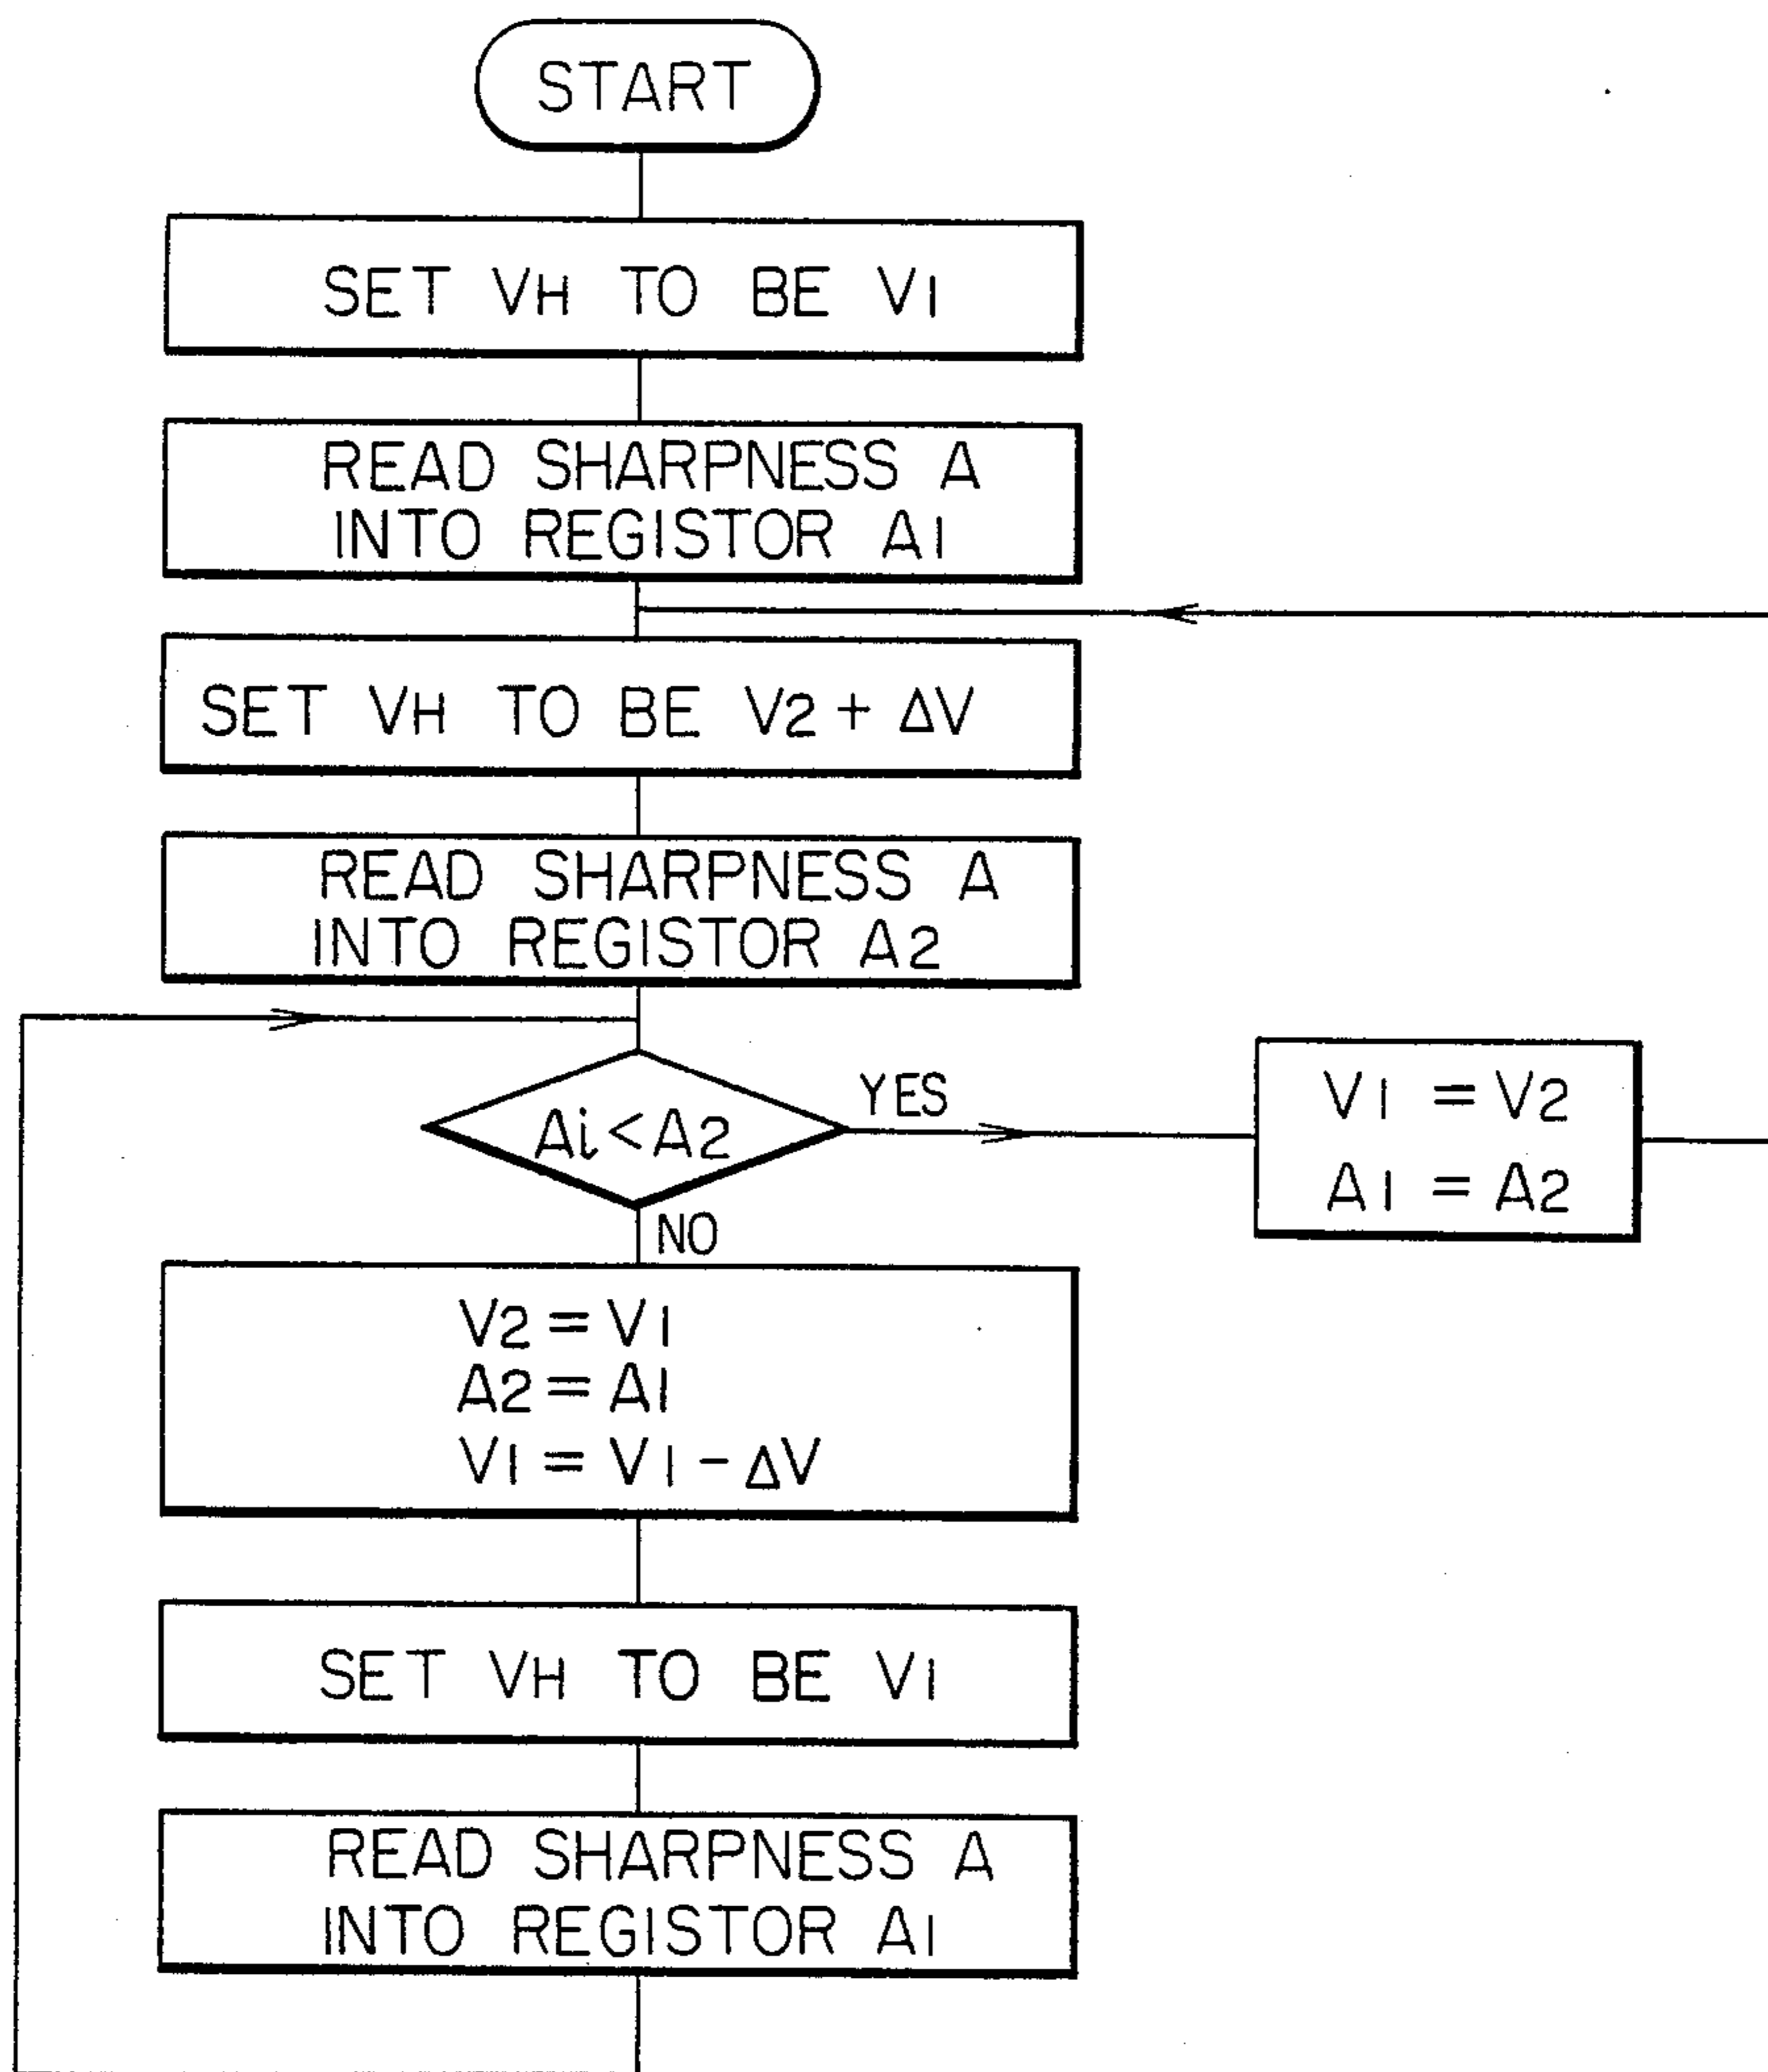 START
SET VH TO BE V1
READ SHARPNESS A
INTO REGISTOR A1
SET VH TO BE V2 + ΔV
READ SHARPNESS A
INTO REGISTOR A2
Ai < A2
YES
V1 = V2
A1 = A2
NO
V2 = V1
A2 = A1
V1 = V1 - ΔV
SET VH TO BE V1
READ SHARPNESS A
INTO REGISTOR A1